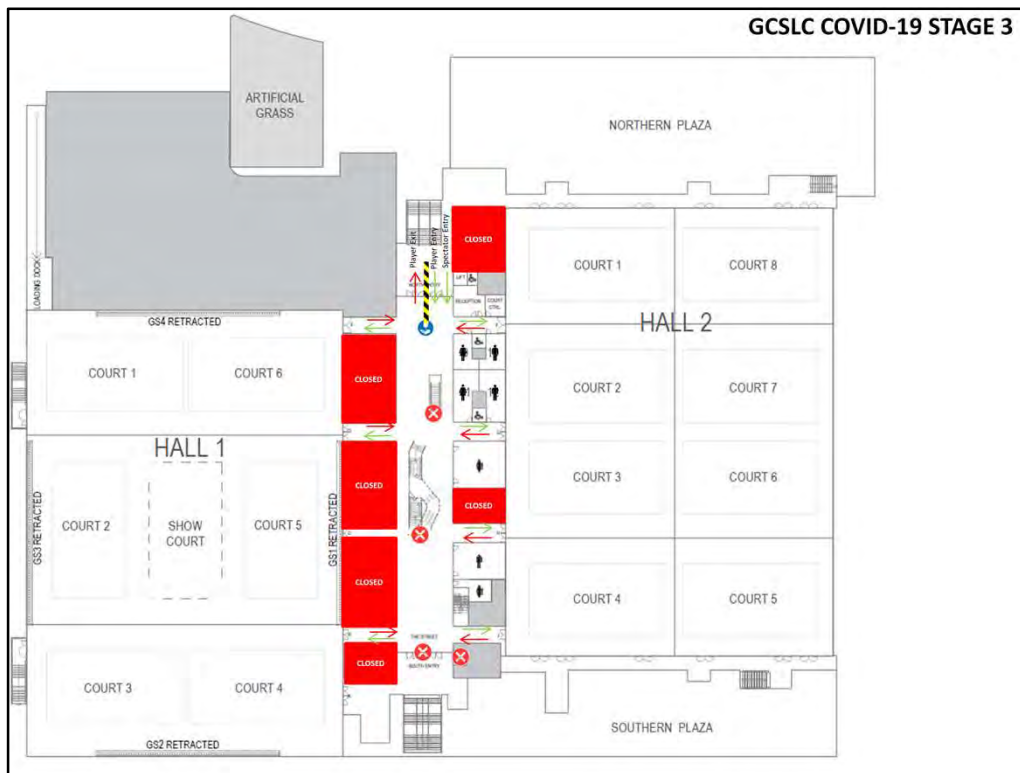 GCSLC COVID-19 STAGE 3
ARTIFICIAL
GRASS
NORTHERN PLAZA
LOADING DOCK
Player Exit
Player Entry
Spectator Entry
CLOSED
LIFT
RECEPTION
COURT
CTRL
GS4 RETRACTED
COURT 1
COURT 6
CLOSED
HALL 1
COURT 2
SHOW
COURT
COURT 5
GS3 RETRACTED
GS1 RETRACTED
CLOSED
CLOSED
CLOSED
COURT 3
COURT 4
GS2 RETRACTED
THE STREET
SOUTH ENTRY
CLOSED
COURT 1
COURT 8
HALL 2
COURT 2
COURT 7
COURT 3
COURT 6
COURT 4
COURT 5
SOUTHERN PLAZA